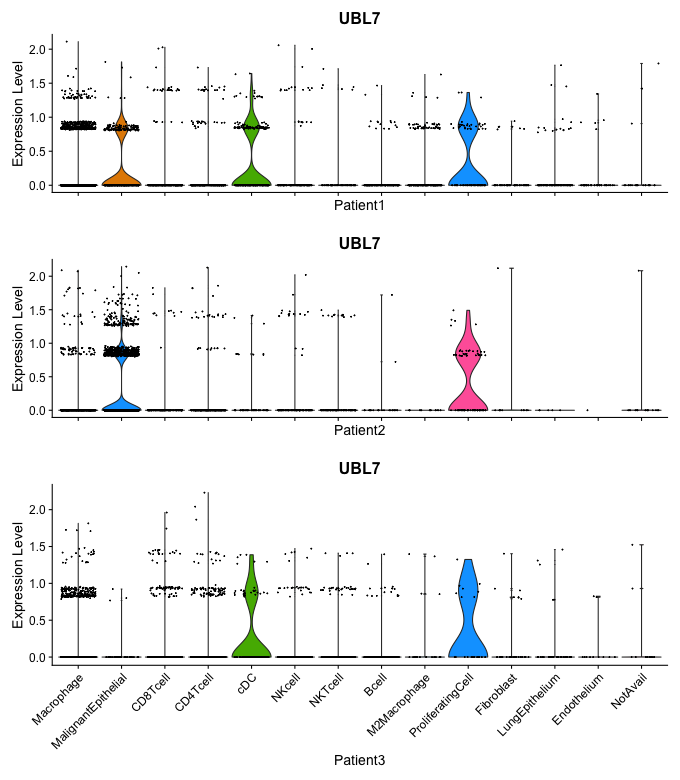 UBL7
Expression Level
2.0
1.5
1.0
0.5
0.0
Patient1
UBL7
Expression Level
2.0
1.5
1.0
0.5
0.0
Patient2
UBL7
Expression Level
2.0
1.5
1.0
0.5
0.0
Macrophage
MalignantEpithelial
CD8Tcell
CD4Tcell
cDC
NKcell
NKTcell
Bcell
M2Macrophage
ProliferatingCell
Fibroblast
LungEpithelium
Endothelium
NotAvail
Patient3